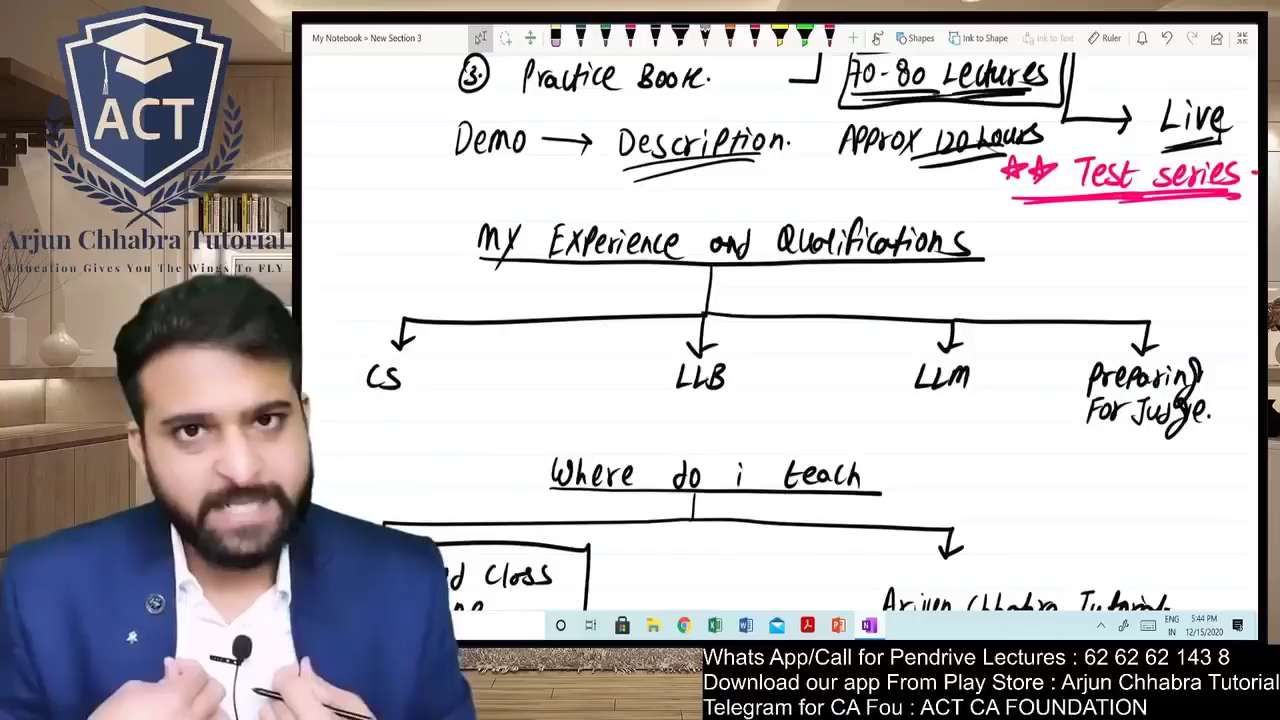 ACT
Arjun Chhabra Tutorial
Education Gives You The Wings To FLY
My Notebook > New Section 3
Shapes
Ink to Shape
Ink to Text
Ruler
3. Practice Book.
70-80 Lectures
Live
Demo → Description.
Approx 120 hours
Test series
My Experience and Qualifications
CS
LLB
LLM
Preparing
For Judge.
Where do i teach
Class
Arjun Chhabra Tutorial
ENG
IN
5:44 PM
12/15/2020
Whats App/Call for Pendrive Lectures : 62 62 62 143 8
Download our app From Play Store : Arjun Chhabra Tutorial
Telegram for CA Fou : ACT CA FOUNDATION